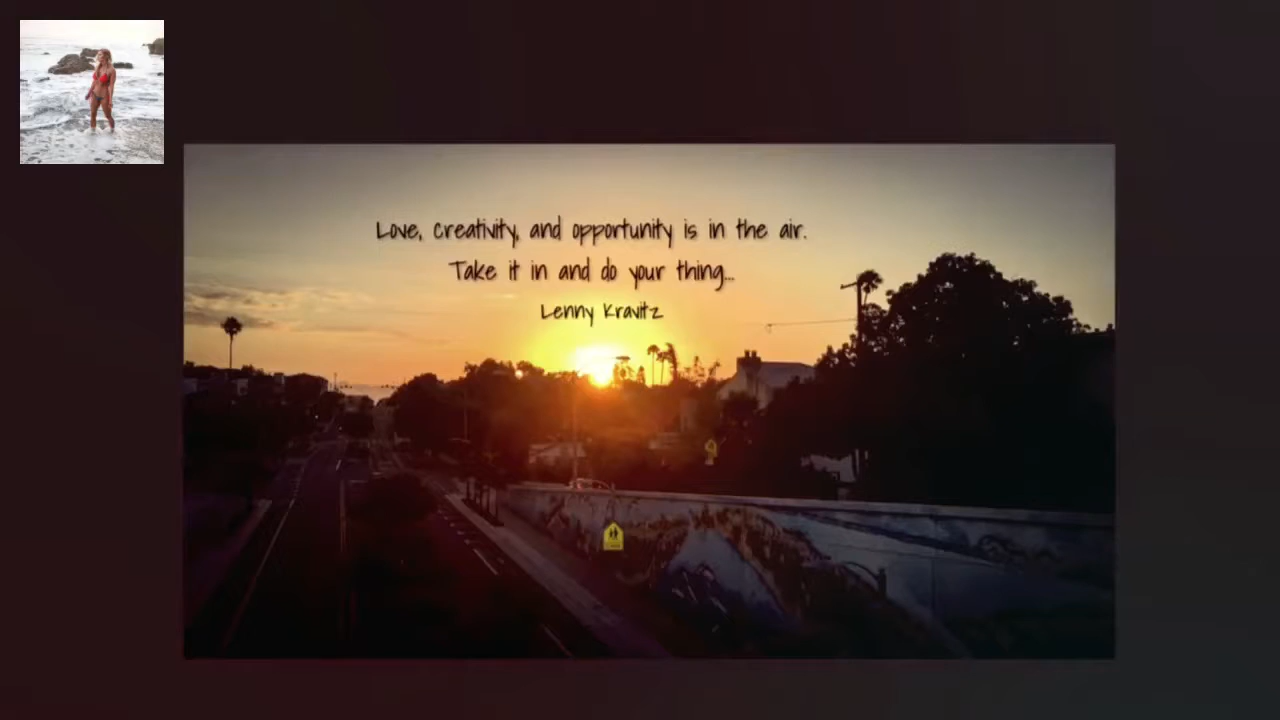 Love, creativity, and opportunity is in the air.
Take it in and do your thing...
Lenny Kravitz